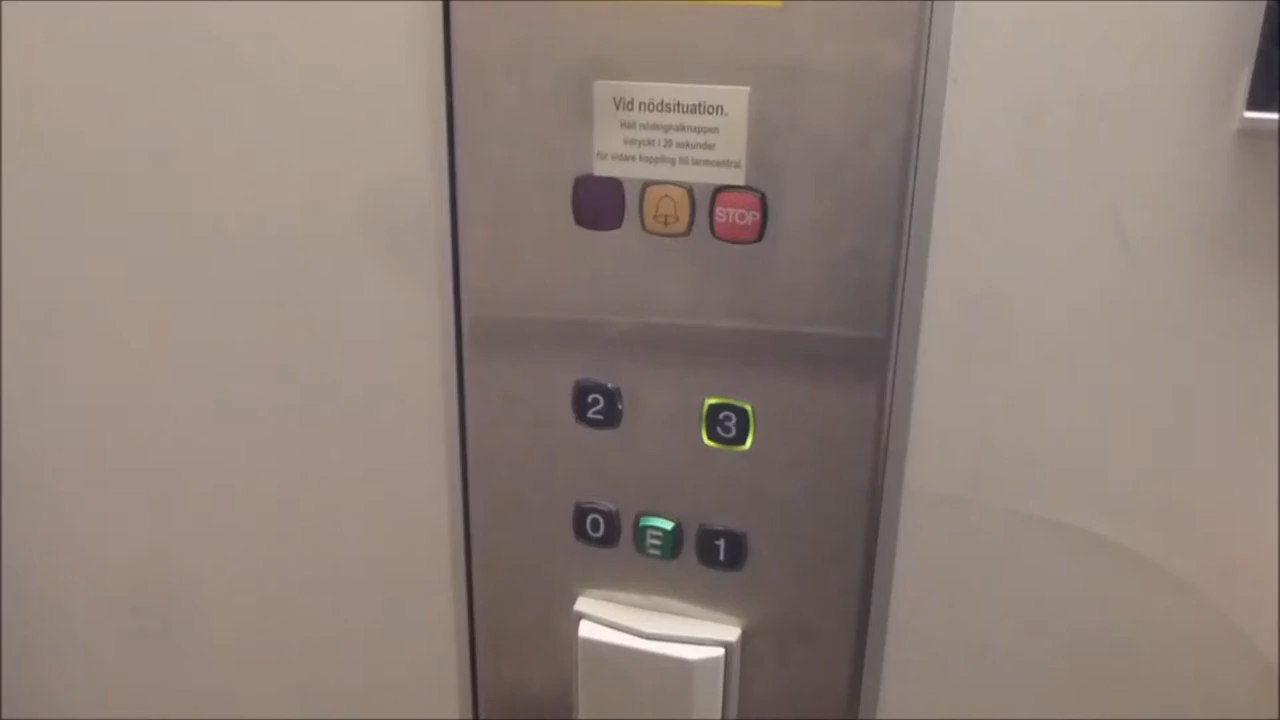 Vid nödsituation.
Håll nödsignalknappen
intryckt i 20 sekunder
för vidare koppling till larmcentral.
STOP
2 3
0 E 1